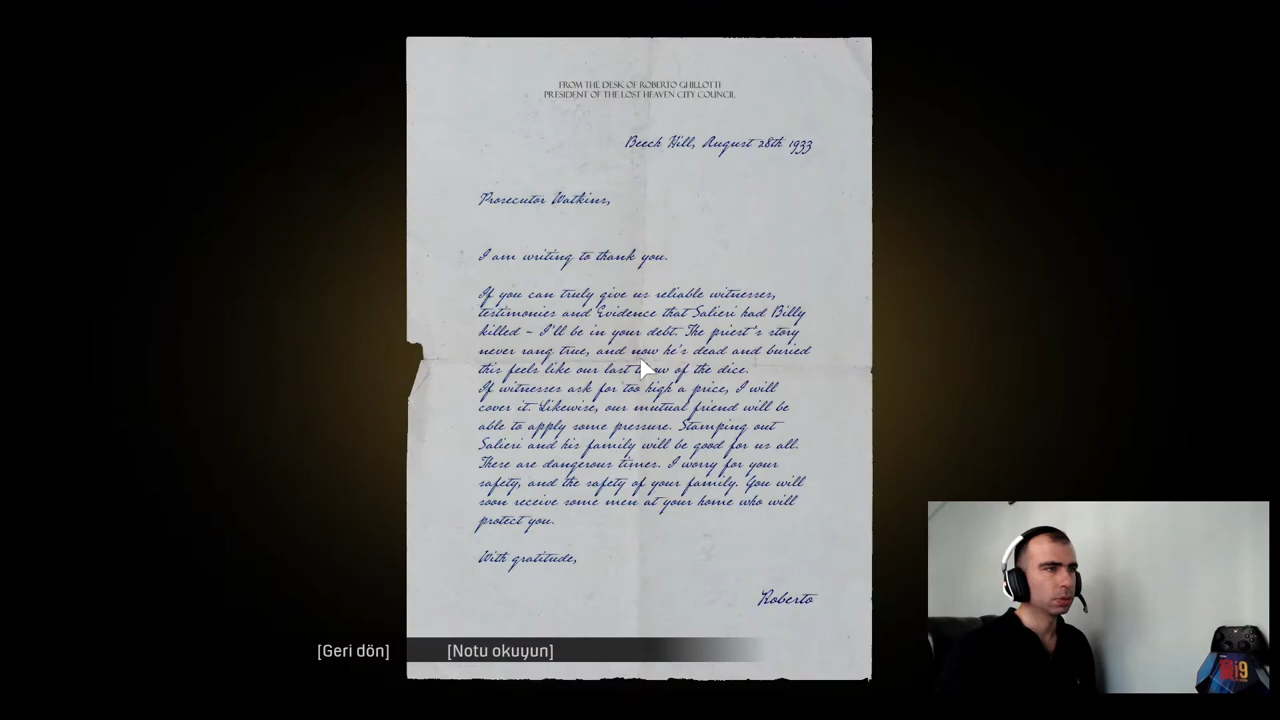 FROM THE DESK OF ROBERTO GHILLOTTI
PRESIDENT OF THE LOST HEAVEN CITY COUNCIL
Beech Hill, August 28th 1933
Prosecutor Watkins,
I am writing to thank you.
If you can truly give us reliable witnesses,
testimonies and Evidence that Salieri had Billy
killed – I'll be in your debt. The priest's story
never rang true, and now he's dead and buried
this feels like our last of the dice.
If witnesses ask for too high a price, I will
cover it. Likewise, our mutual friend will be
able to apply some pressure. Stamping out
Salieri and his family will be good for us all.
These are dangerous times. I worry for your
safety, and the safety of your family. You will
soon receive some men at your home who will
protect you.
With gratitude,
Roberto
[Geri dön] [Notu okuyun]
i9